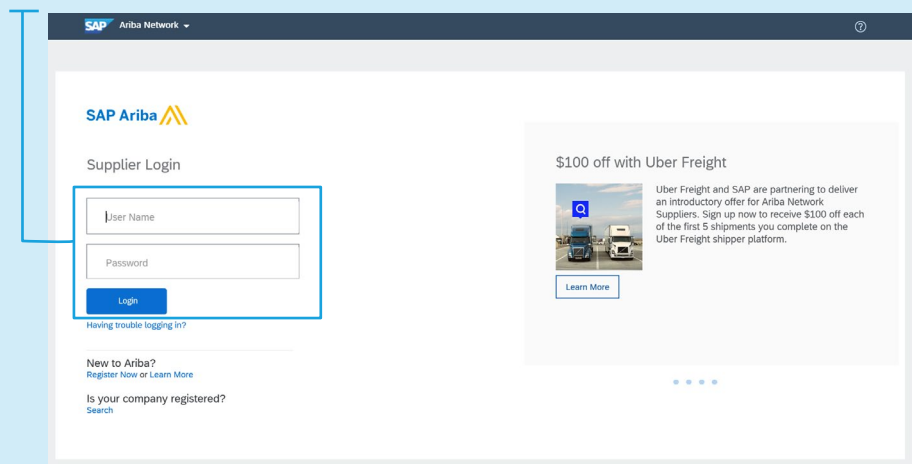 SAP Ariba Network
SAP Ariba
Supplier Login
User Name
Password
Login
Having trouble logging in?
New to Ariba?
Register Now or Learn More
Is your company registered?
Search
$100 off with Uber Freight
Uber Freight and SAP are partnering to deliver
an introductory offer for Ariba Network
Suppliers. Sign up now to receive $100 off each
of the first 5 shipments you complete on the
Uber Freight shipper platform.
Learn More